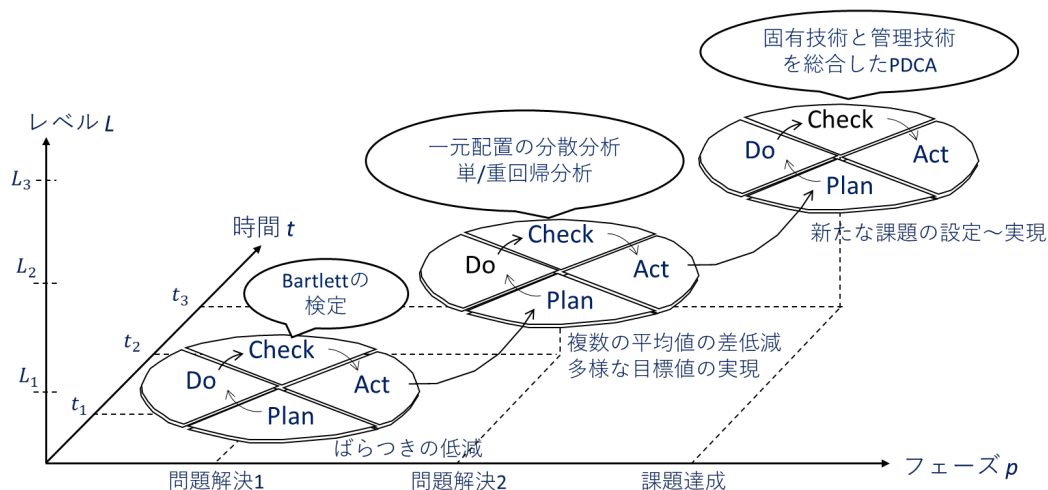 固有技術と管理技術
を総合したPDCA
レベル L
Check
Do
Act
Plan
一元配置の分散分析
単/重回帰分析
L3
新たな課題の設定～実現
時間 t
Check
Do
Act
Plan
L2
Bartlettの
検定
t3
複数の平均値の差低減
多様な目標値の実現
t2
Check
Do
Act
Plan
L1
t1
ばらつきの低減
問題解決1
問題解決2
課題達成
フェーズ p